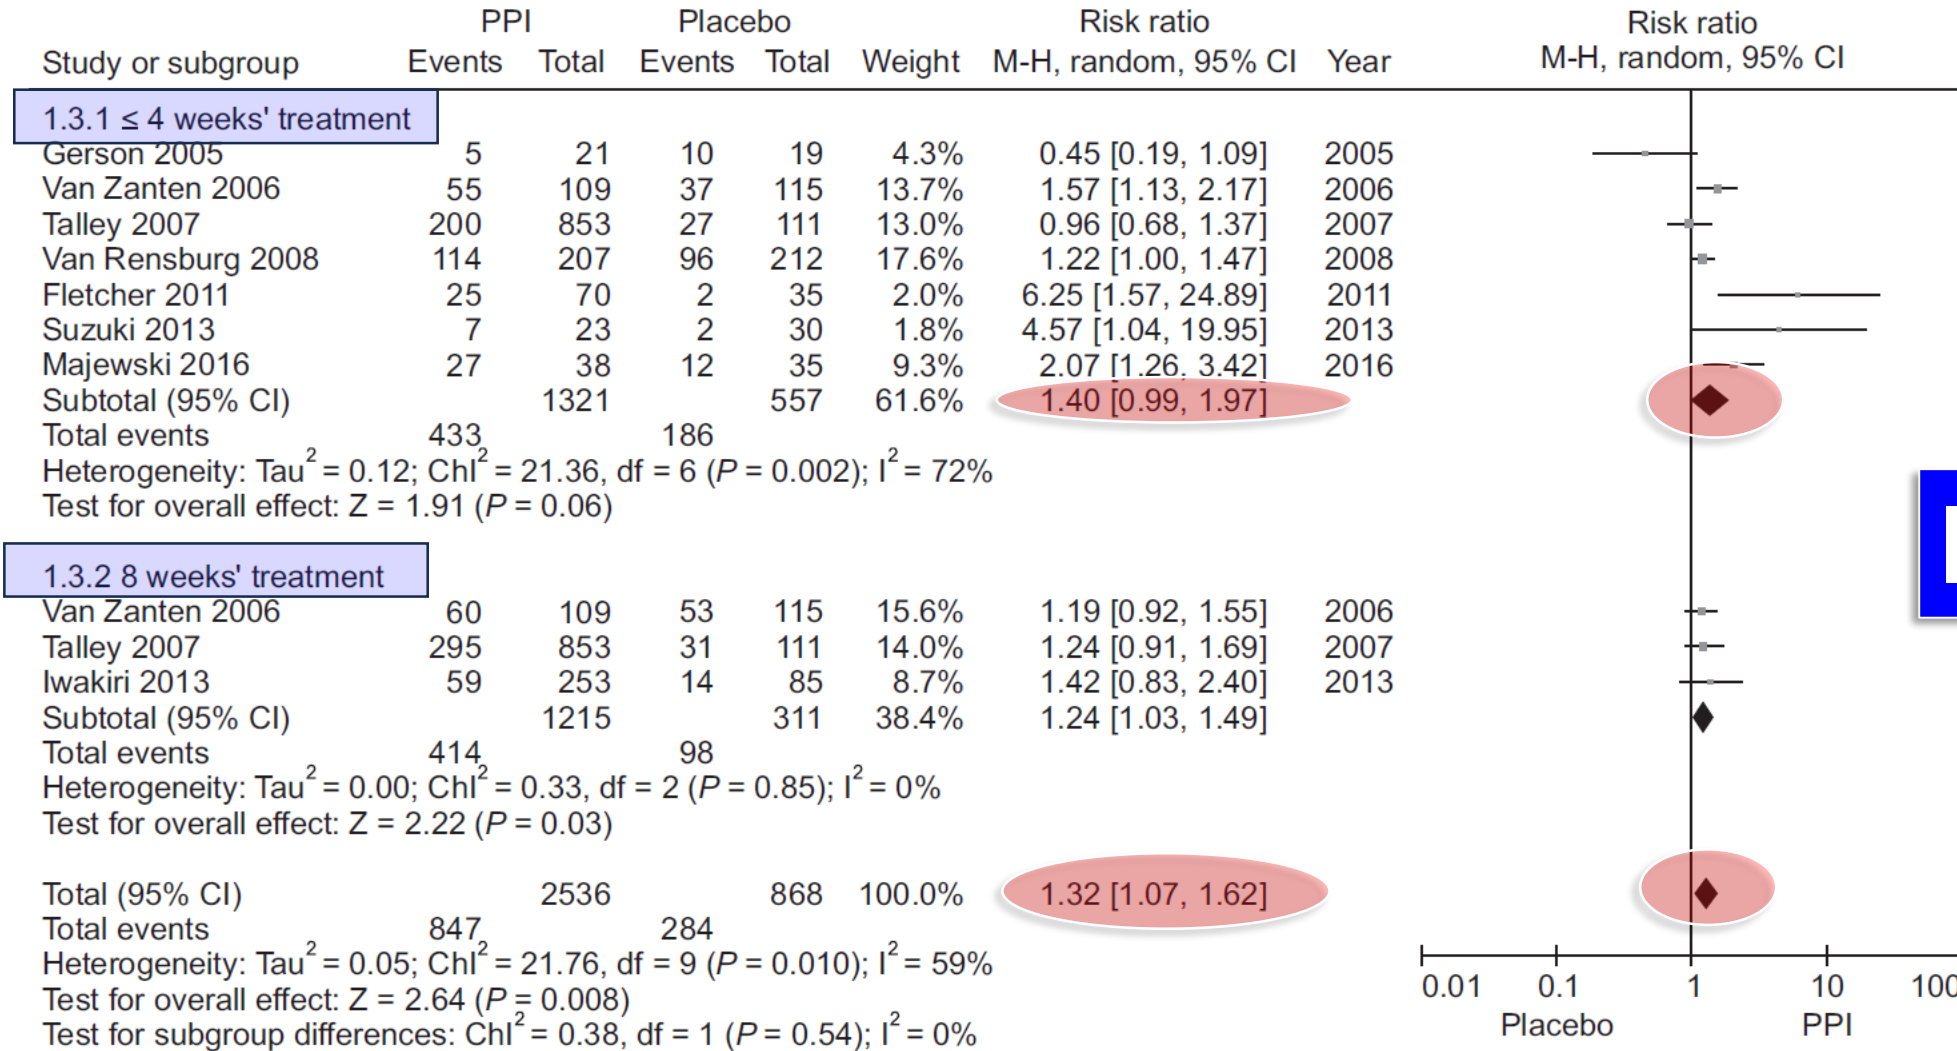 PPI Placebo Risk ratio Risk ratio
Study or subgroup Events Total Events Total Weight M-H, random, 95% CI Year M-H, random, 95% CI
1.3.1 ≤ 4 weeks' treatment
Gerson 2005 5 21 10 19 4.3% 0.45 [0.19, 1.09] 2005
Van Zanten 2006 55 109 37 115 13.7% 1.57 [1.13, 2.17] 2006
Talley 2007 200 853 27 111 13.0% 0.96 [0.68, 1.37] 2007
Van Rensburg 2008 114 207 96 212 17.6% 1.22 [1.00, 1.47] 2008
Fletcher 2011 25 70 2 35 2.0% 6.25 [1.57, 24.89] 2011
Suzuki 2013 7 23 2 30 1.8% 4.57 [1.04, 19.95] 2013
Majewski 2016 27 38 12 35 9.3% 2.07 [1.26, 3.42] 2016
Subtotal (95% CI) 1321 557 61.6% 1.40 [0.99, 1.97]
Total events 433 186
Heterogeneity: Tau² = 0.12; ChI² = 21.36, df = 6 (P = 0.002); I² = 72%
Test for overall effect: Z = 1.91 (P = 0.06)
1.3.2 8 weeks' treatment
Van Zanten 2006 60 109 53 115 15.6% 1.19 [0.92, 1.55] 2006
Talley 2007 295 853 31 111 14.0% 1.24 [0.91, 1.69] 2007
Iwakiri 2013 59 253 14 85 8.7% 1.42 [0.83, 2.40] 2013
Subtotal (95% CI) 1215 311 38.4% 1.24 [1.03, 1.49]
Total events 414 98
Heterogeneity: Tau² = 0.00; ChI² = 0.33, df = 2 (P = 0.85); I² = 0%
Test for overall effect: Z = 2.22 (P = 0.03)
Total (95% CI) 2536 868 100.0% 1.32 [1.07, 1.62]
Total events 847 284
Heterogeneity: Tau² = 0.05; ChI² = 21.76, df = 9 (P = 0.010); I² = 59%
Test for overall effect: Z = 2.64 (P = 0.008)
Test for subgroup differences: ChI² = 0.38, df = 1 (P = 0.54); I² = 0%
0.01 0.1 1 10 100
Placebo PPI